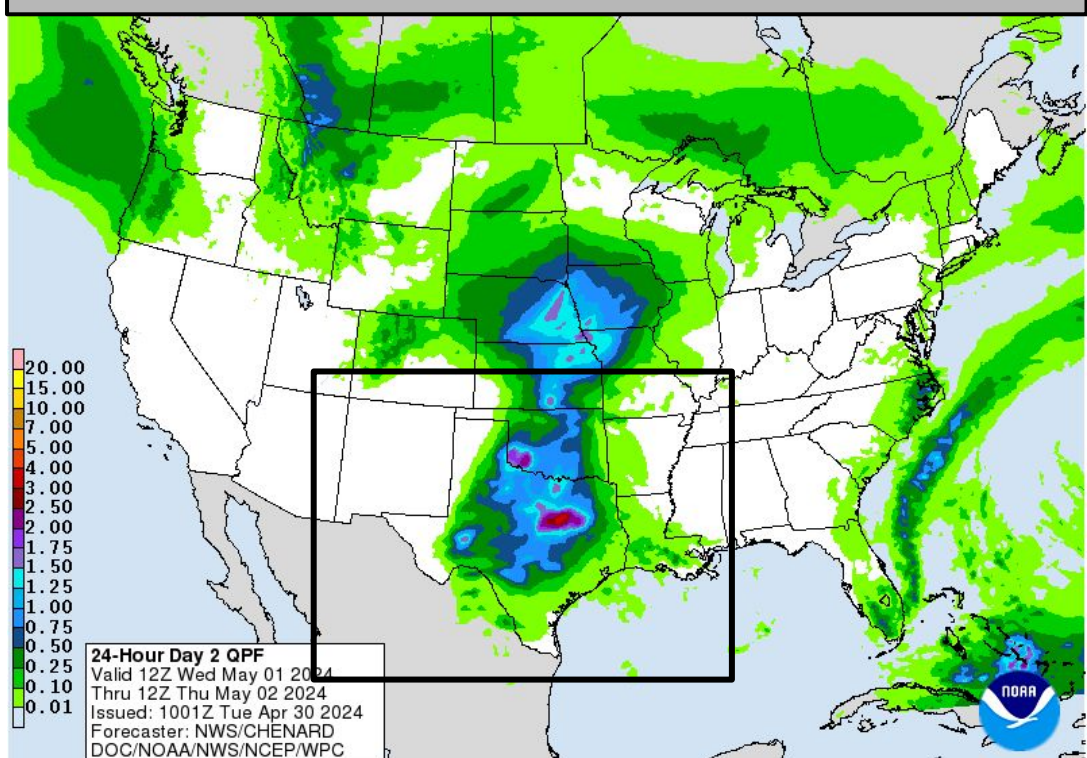 20.00
15.00
10.00
7.00
5.00
4.00
3.00
2.50
2.00
1.75
1.50
1.25
1.00
0.75
0.50
0.25
0.10
0.01
24-Hour Day 2 QPF
Valid 12Z Wed May 01 2024
Thru 12Z Thu May 02 2024
Issued: 1001Z Tue Apr 30 2024
Forecaster: NWS/CHENARD
DOC/NOAA/NWS/NCEP/WPC
NOAA